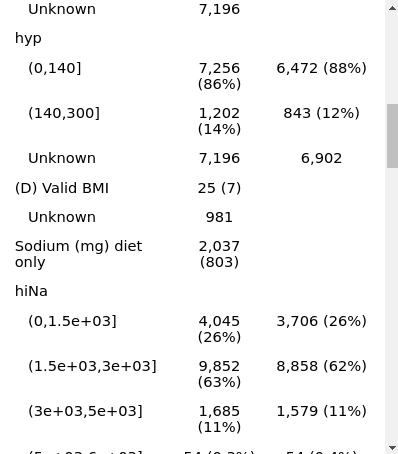 Unknown 7,196
hyp
(0,140] 7,256 6,472 (88%)
(86%)
(140,300] 1,202 843 (12%)
(14%)
Unknown 7,196 6,902
(D) Valid BMI 25 (7)
Unknown 981
Sodium (mg) diet 2,037
only (803)
hiNa
(0,1.5e+03] 4,045 3,706 (26%)
(26%)
(1.5e+03,3e+03] 9,852 8,858 (62%)
(63%)
(3e+03,5e+03] 1,685 1,579 (11%)
(11%)